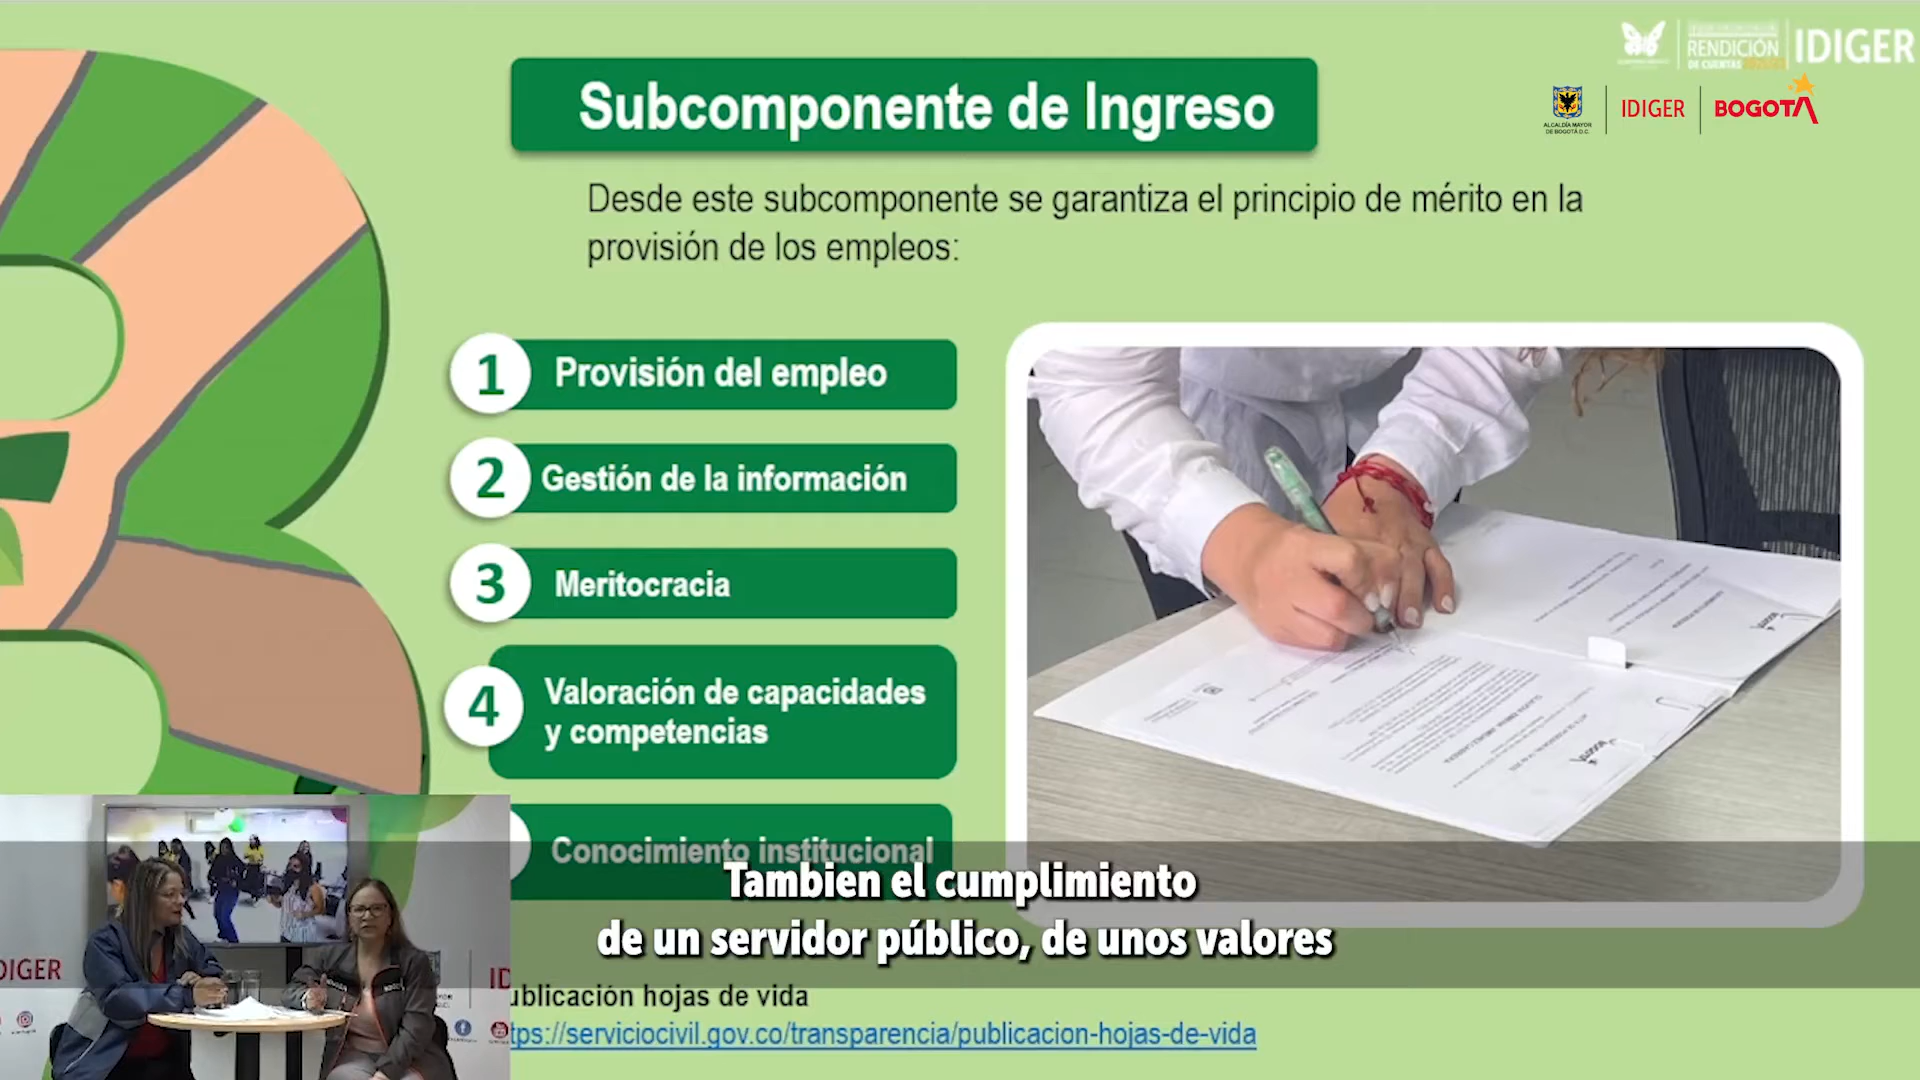 RENDICIÓN
DE CUENTAS
IDIGER
ALCALDÍA MAYOR
DE BOGOTÁ D.C.
IDIGER
BOGOTÁ
Subcomponente de Ingreso
Desde este subcomponente se garantiza el principio de mérito en la
provisión de los empleos:
1 Provisión del empleo
2 Gestión de la información
3 Meritocracia
4 Valoración de capacidades
y competencias
Conocimiento institucional
Tambien el cumplimiento
de un servidor público, de unos valores
ublicación hojas de vida
tps://serviciocivil.gov.co/transparencia/publicacion-hojas-de-vida
DIGER
ID